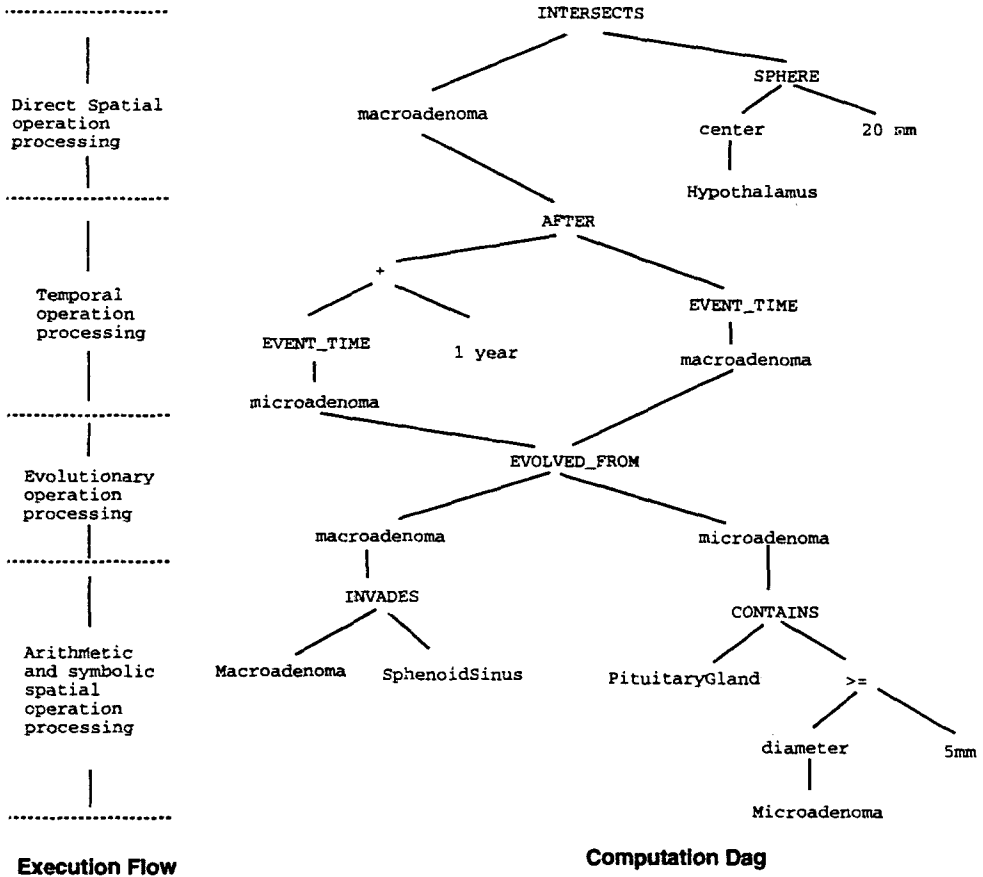 INTERSECTS
SPHERE
Direct Spatial
operation
processing
macroadenoma
center
20 mm
Hypothalamus
AFTER
+
Temporal
operation
processing
EVENT_TIME
EVENT_TIME
1 year
macroadenoma
microadenoma
EVOLVED_FROM
Evolutionary
operation
processing
macroadenoma
microadenoma
INVADES
CONTAINS
Arithmetic
and symbolic
spatial
operation
processing
Macroadenoma
SphenoidSinus
PituitaryGland
>=
diameter
5mm
Microadenoma
Execution Flow
Computation Dag